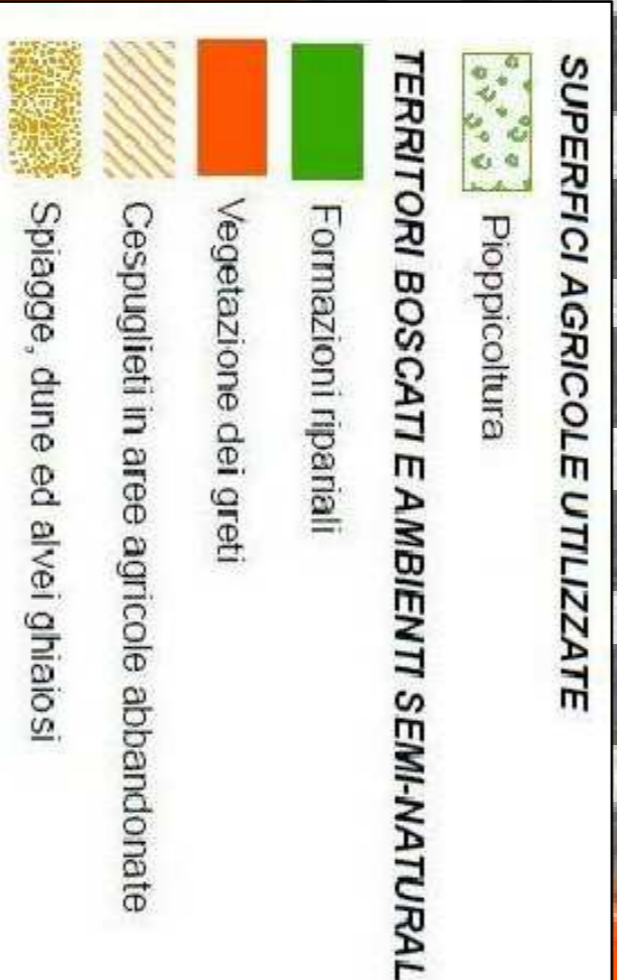 SUPERFICI AGRICOLE UTILIZZATE
Pioppicoltura
TERRITORI BOSCATI E AMBIENTI SEMI-NATURAL
Formazioni ripariali
Vegetazione dei greti
Cespuglieti in aree agricole abbandonate
Spiagge, dune ed alvei ghiaiosi